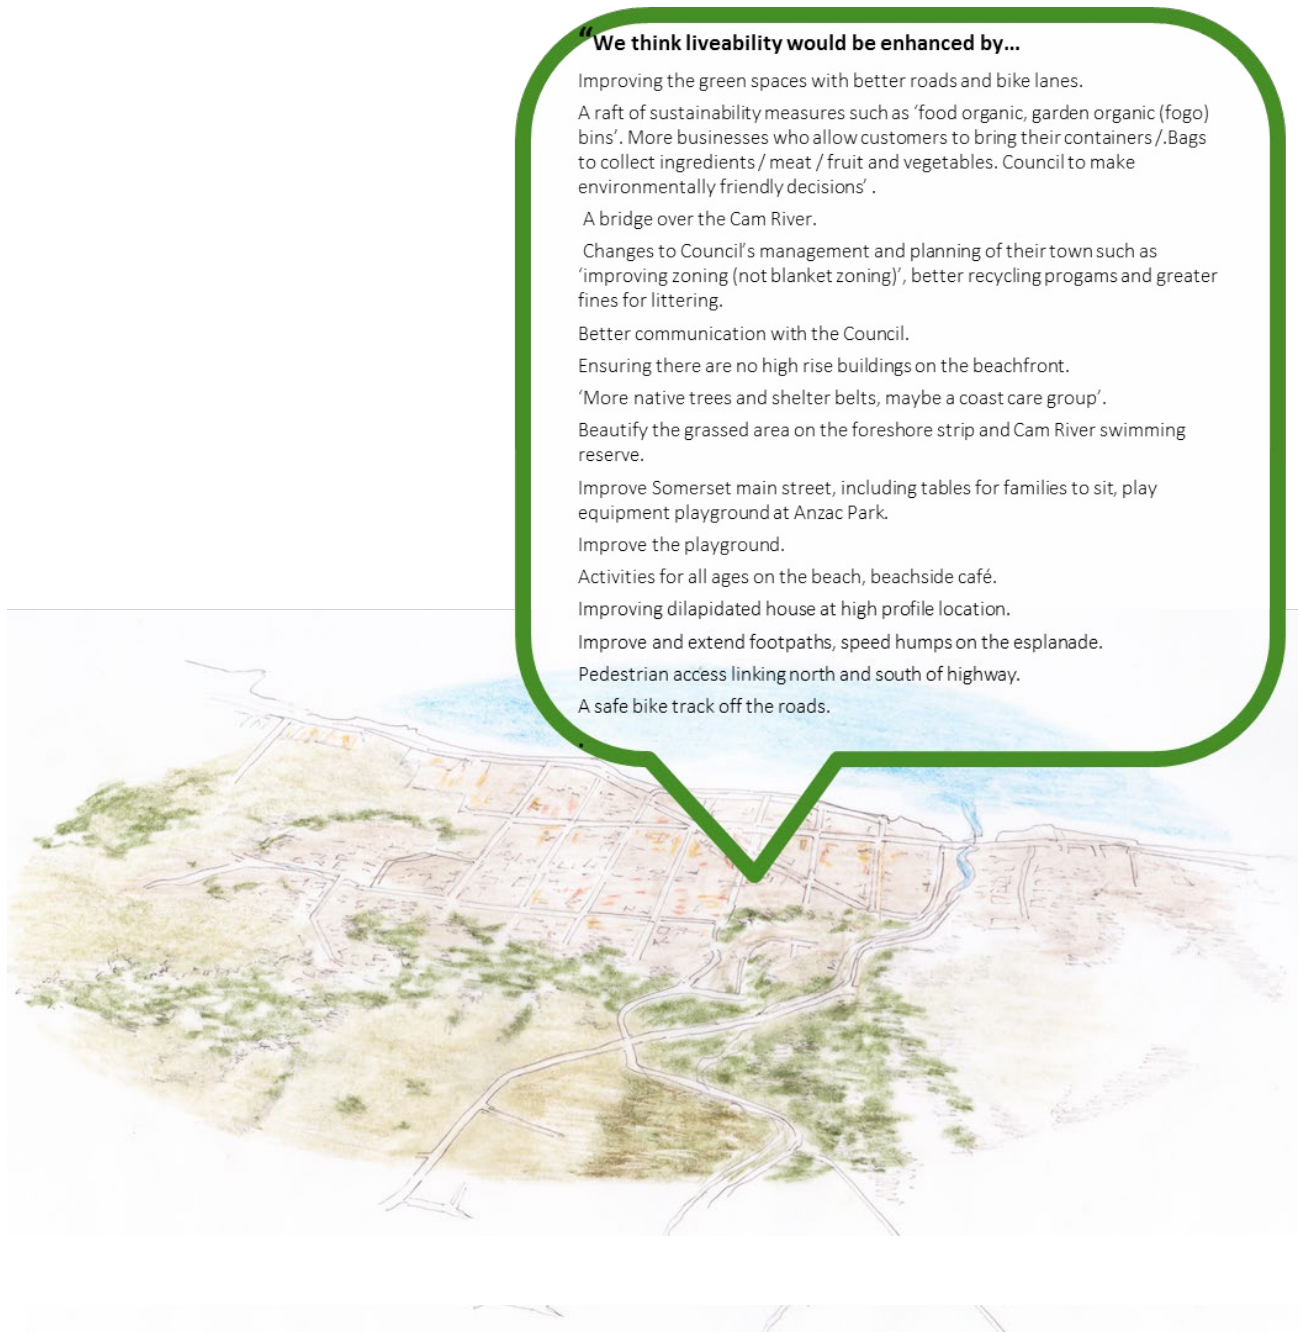 “We think liveability would be enhanced by...
Improving the green spaces with better roads and bike lanes.
A raft of sustainability measures such as ‘food organic, garden organic (fogo)
bins’. More businesses who allow customers to bring their containers /.Bags
to collect ingredients / meat / fruit and vegetables. Council to make
environmentally friendly decisions’ .
A bridge over the Cam River.
Changes to Council’s management and planning of their town such as
‘improving zoning (not blanket zoning)’, better recycling progams and greater
fines for littering.
Better communication with the Council.
Ensuring there are no high rise buildings on the beachfront.
‘More native trees and shelter belts, maybe a coast care group’.
Beautify the grassed area on the foreshore strip and Cam River swimming
reserve.
Improve Somerset main street, including tables for families to sit, play
equipment playground at Anzac Park.
Improve the playground.
Activities for all ages on the beach, beachside café.
Improving dilapidated house at high profile location.
Improve and extend footpaths, speed humps on the esplanade.
Pedestrian access linking north and south of highway.
A safe bike track off the roads.
.